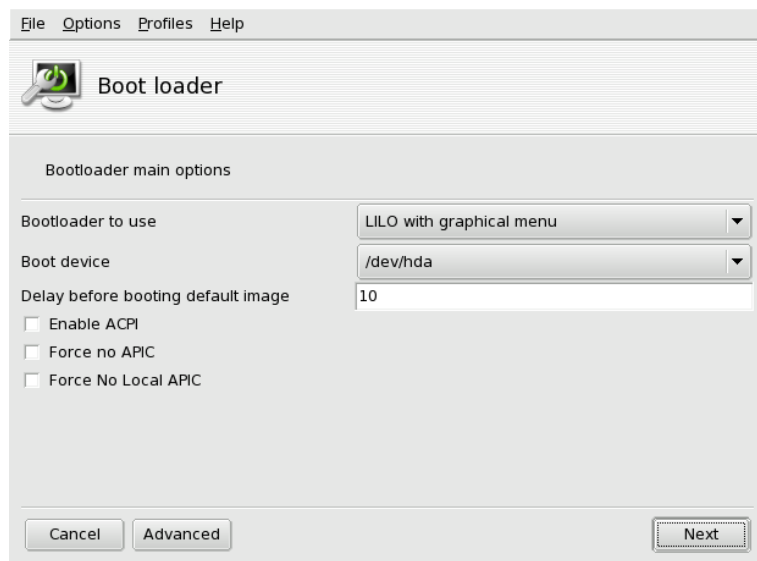 File Options Profiles Help
Boot loader
Bootloader main options
Bootloader to use LILO with graphical menu
Boot device /dev/hda
Delay before booting default image 10
Enable ACPI
Force no APIC
Force No Local APIC
Cancel Advanced Next